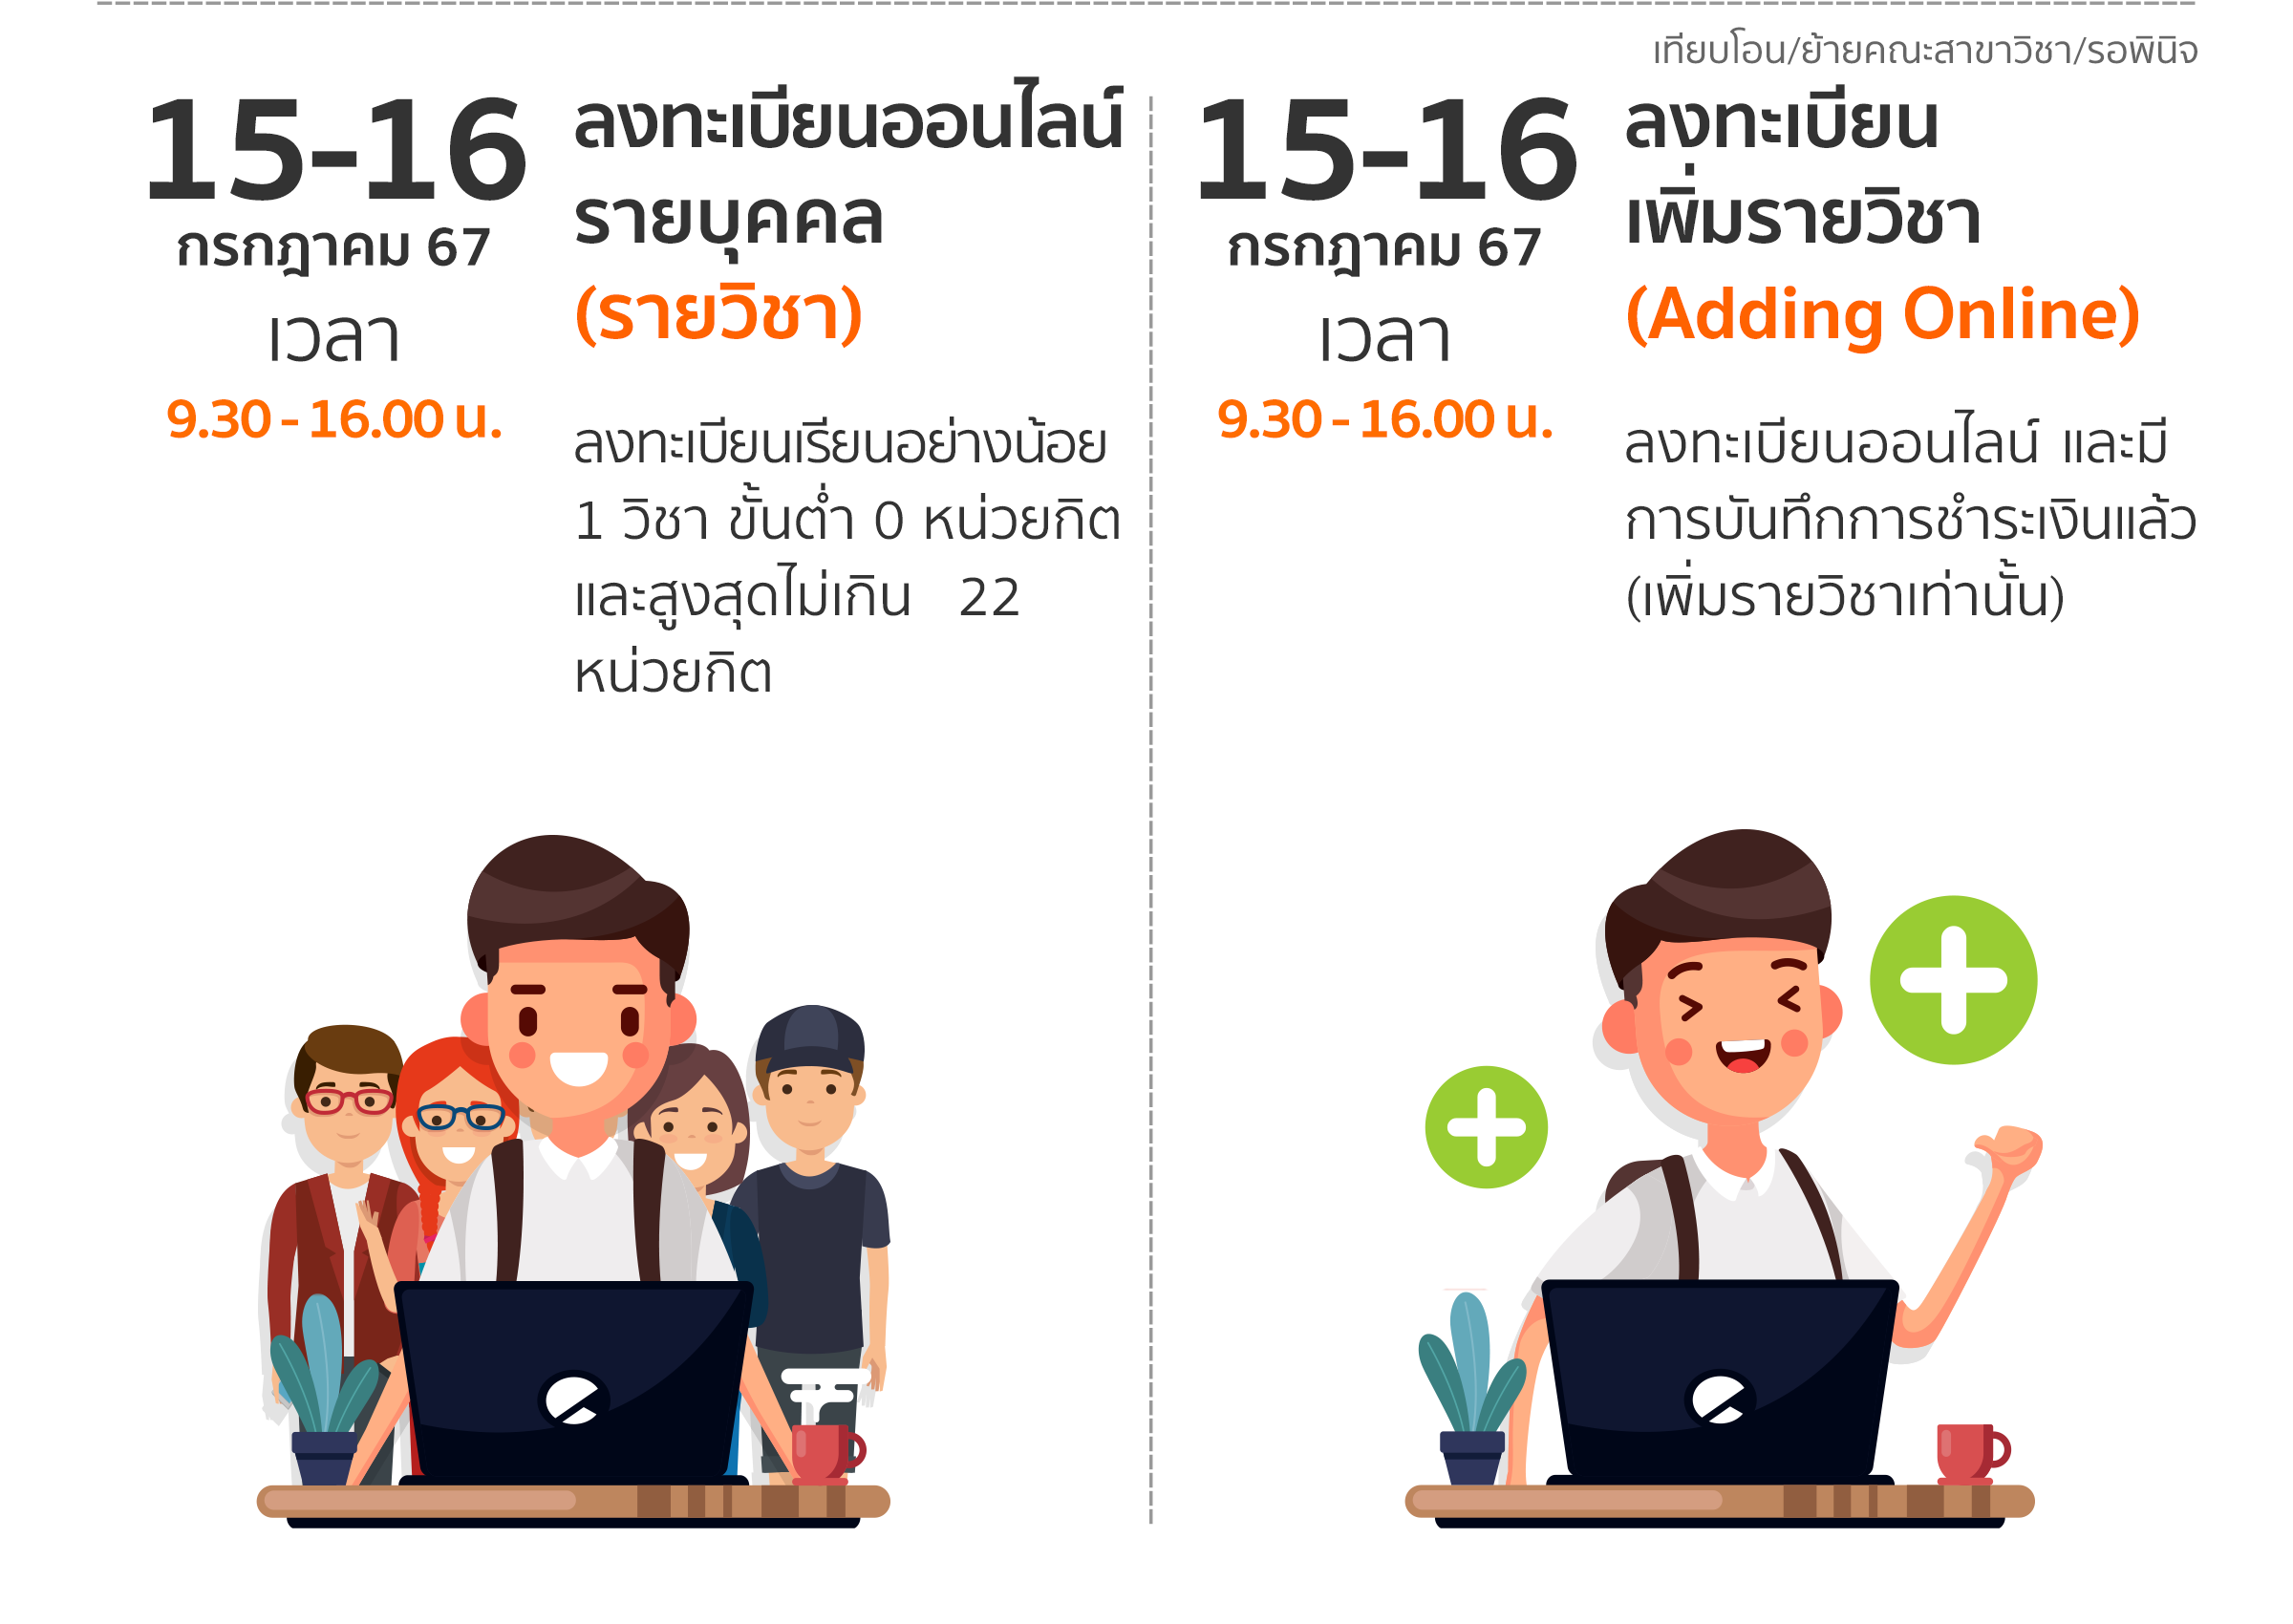 เทียบโอน/ย้ายคณะสาขาวิชา/รอพินิจ
15-16
กรกฎาคม 67
เวลา
9.30 - 16.00 น.
ลงทะเบียนออนไลน์
รายบุคคล
(รายวิชา)
ลงทะเบียนเรียนอย่างน้อย
1 วิชา ขั้นต่ำ 0 หน่วยกิต
และสูงสุดไม่เกิน 22
หน่วยกิต
15-16
กรกฎาคม 67
เวลา
9.30 - 16.00 น.
ลงทะเบียน
เพิ่มรายวิชา
(Adding Online)
ลงทะเบียนออนไลน์ และมี
การบันทึกการชำระเงินแล้ว
(เพิ่มรายวิชาเท่านั้น)